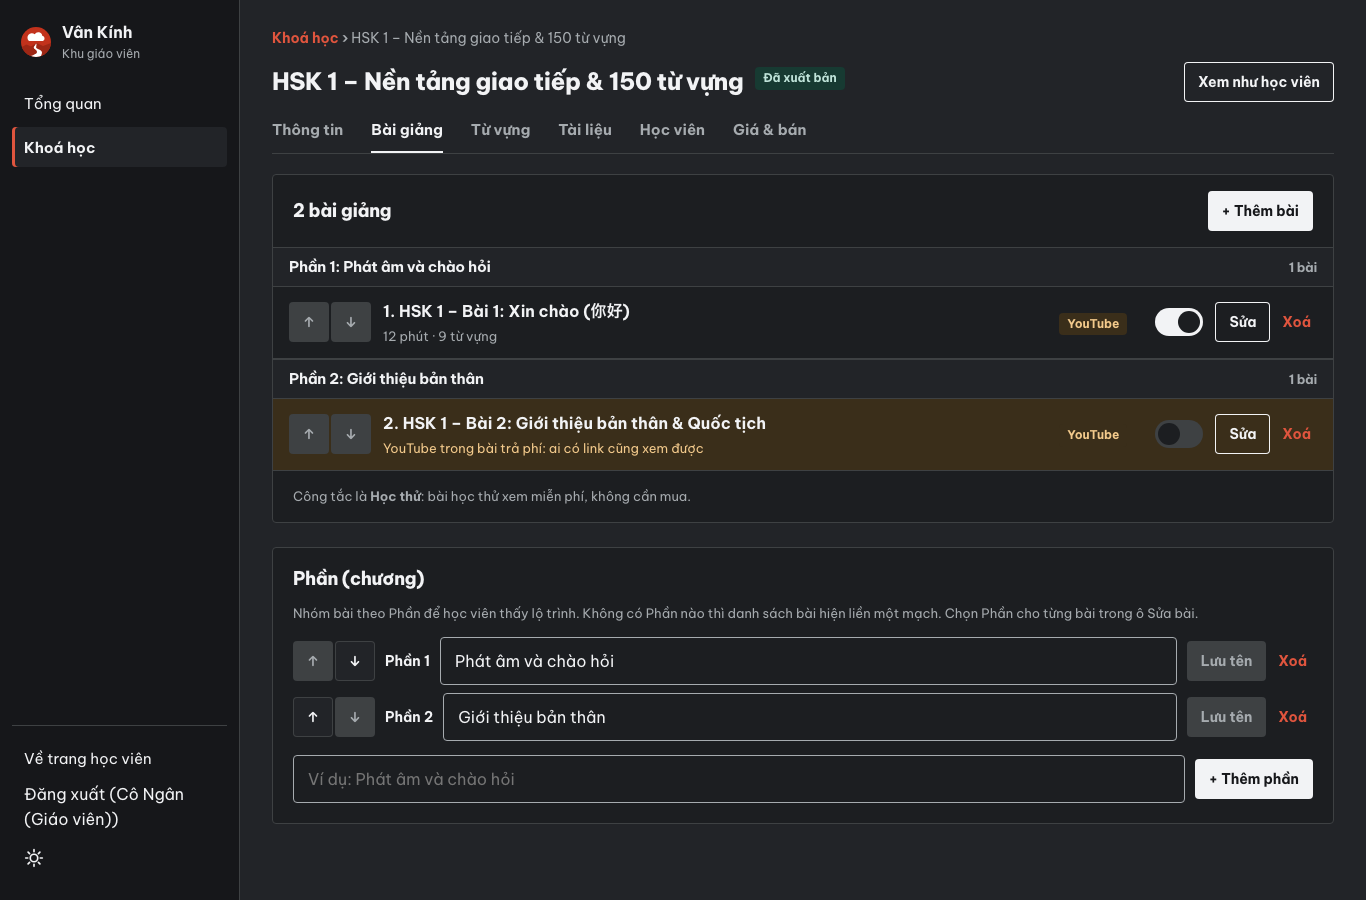 Vân Kính
Khu giáo viên
Tổng quan
Khoá học
Về trang học viên
Đăng xuất (Cô Ngân
(Giáo viên))
Khoá học › HSK 1 – Nền tảng giao tiếp & 150 từ vựng
HSK 1 – Nền tảng giao tiếp & 150 từ vựng Đã xuất bản
Xem như học viên
Thông tin Bài giảng Từ vựng Tài liệu Học viên Giá & bán
2 bài giảng
+ Thêm bài
Phần 1: Phát âm và chào hỏi 1 bài
↑ ↓ 1. HSK 1 – Bài 1: Xin chào (你好)
12 phút · 9 từ vựng
YouTube Sửa Xoá
Phần 2: Giới thiệu bản thân 1 bài
↑ ↓ 2. HSK 1 – Bài 2: Giới thiệu bản thân & Quốc tịch
YouTube trong bài trả phí: ai có link cũng xem được
YouTube Sửa Xoá
Công tắc là Học thử: bài học thử xem miễn phí, không cần mua.
Phần (chương)
Nhóm bài theo Phần để học viên thấy lộ trình. Không có Phần nào thì danh sách bài hiện liền một mạch. Chọn Phần cho từng bài trong ô Sửa bài.
↑ ↓ Phần 1 Phát âm và chào hỏi Lưu tên Xoá
↑ ↓ Phần 2 Giới thiệu bản thân Lưu tên Xoá
Ví dụ: Phát âm và chào hỏi + Thêm phần